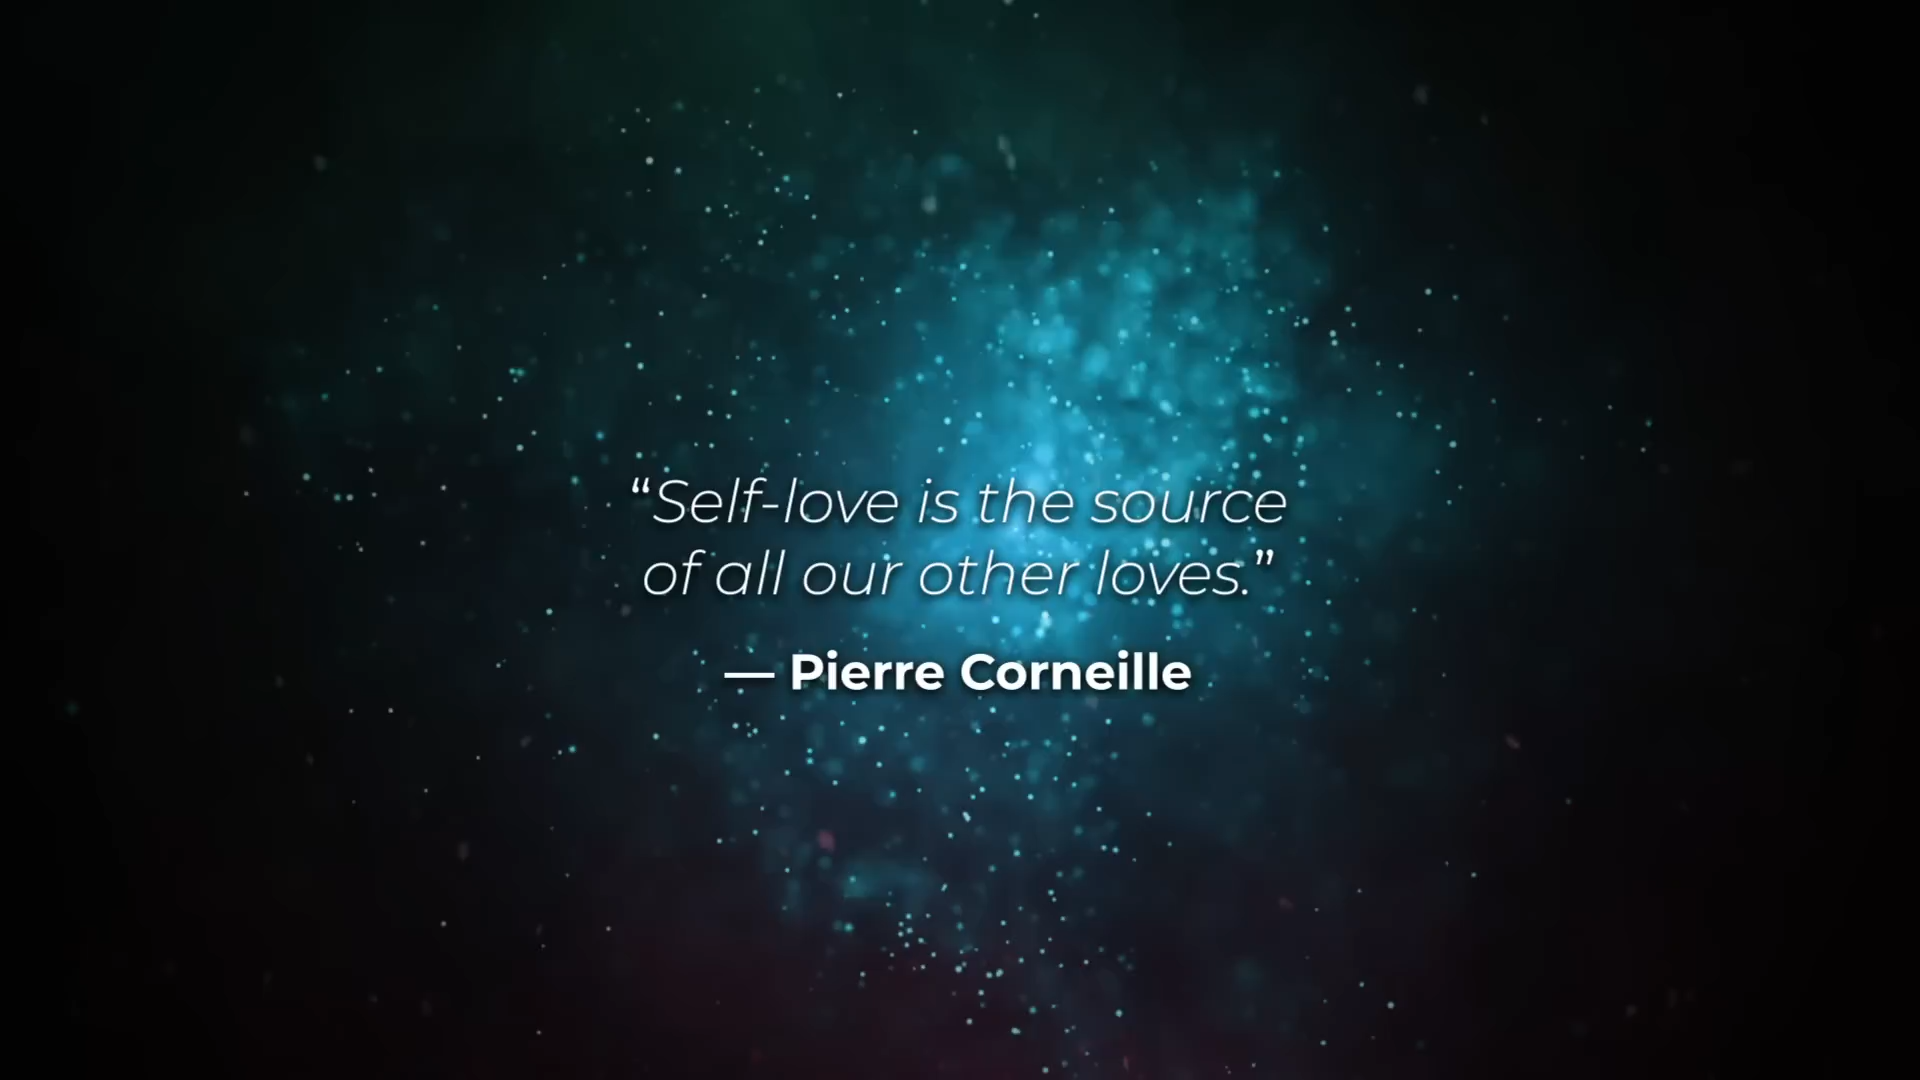 “Self-love is the source
of all our other loves.”
— Pierre Corneille